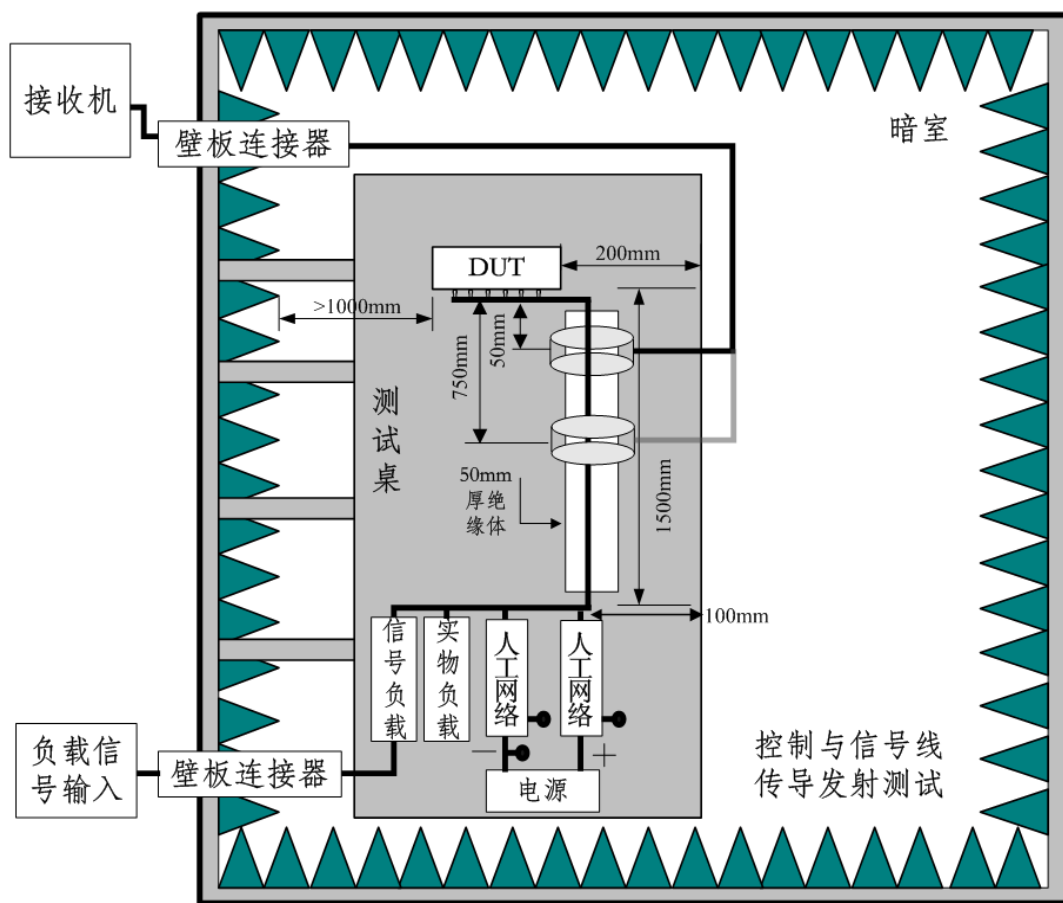 接收机
壁板连接器
暗室
DUT
200mm
>1000mm
50mm
750mm
测试桌
50mm
厚绝
缘体
1500mm
100mm
信号负载
实物负载
人工网络
人工网络
－
＋
电源
负载信
号输入
壁板连接器
控制与信号线
传导发射测试